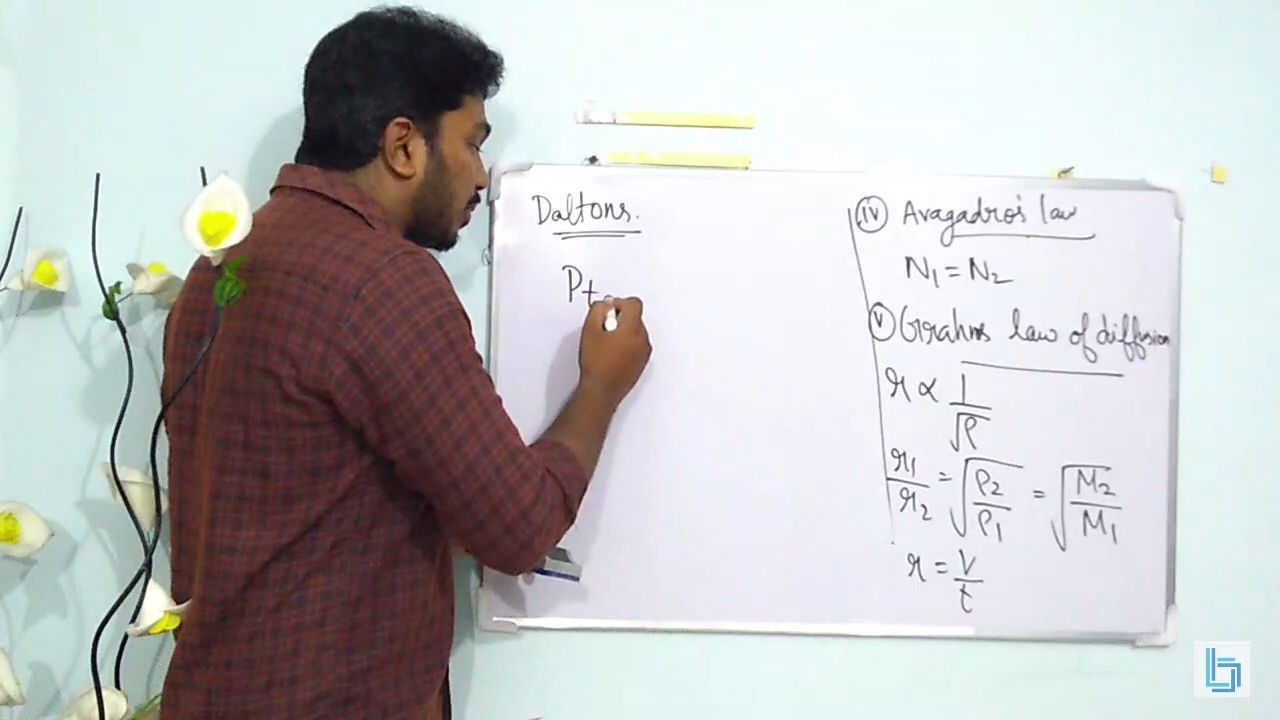 Daltons.
Pt
(iv) Avagadro's law
N1 = N2
(v) Grahms law of diffusion
r ∝ 1/√ρ
r1/r2 = √(ρ2/ρ1) = √(M2/M1)
r = V/t